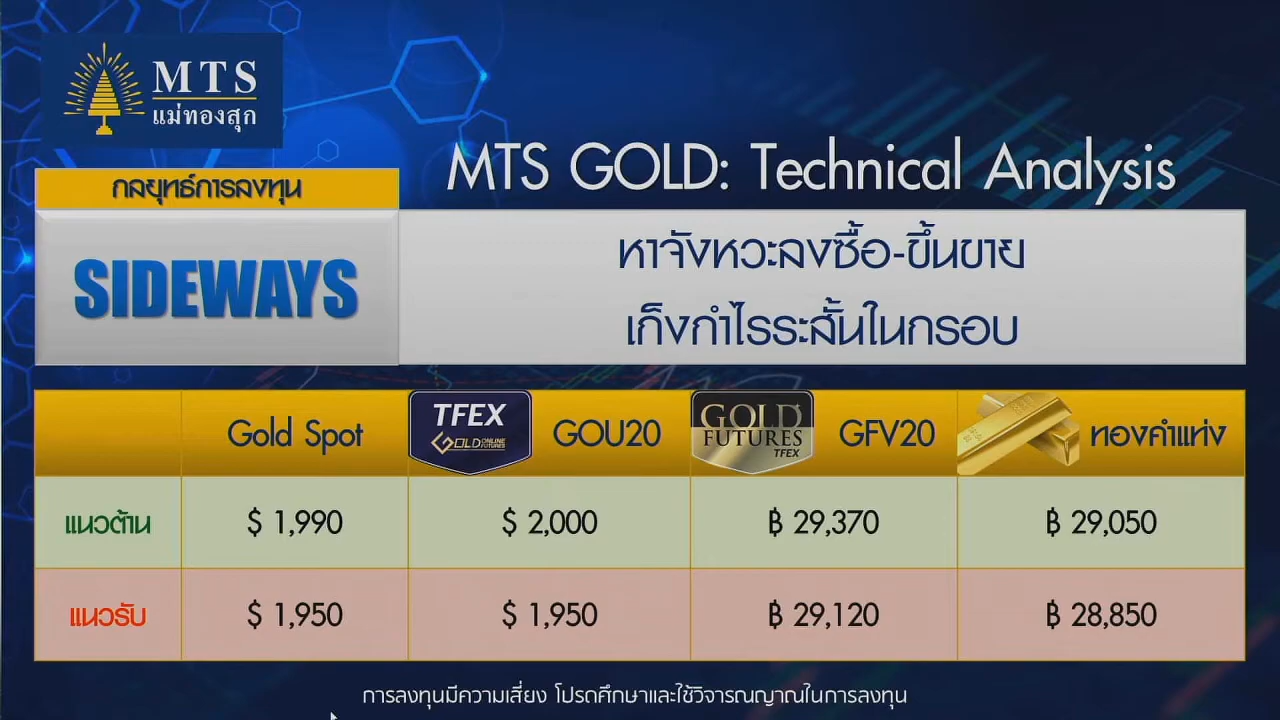 MTS
แม่ทองสุก
MTS GOLD: Technical Analysis
กลยุทธ์การลงทุน
SIDEWAYS
หาจังหวะลงซื้อ-ขึ้นขาย
เก็งกำไรระสั้นในกรอบ
Gold Spot
TFEX
GOLD ONLINE FUTURES
GOU20
GOLD
FUTURES
TFEX
GFV20
ทองคำแท่ง
แนวต้าน $ 1,990 $ 2,000 ฿ 29,370 ฿ 29,050
แนวรับ $ 1,950 $ 1,950 ฿ 29,120 ฿ 28,850
การลงทุนมีความเสี่ยง โปรดศึกษาและใช้วิจารณญาณในการลงทุน